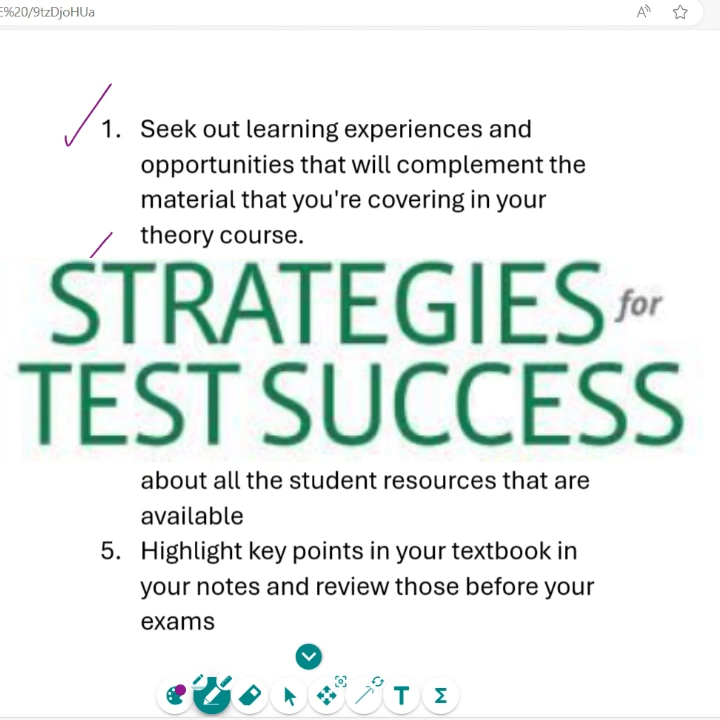 E%20/9tzDjoHUa
1. Seek out learning experiences and
opportunities that will complement the
material that you're covering in your
theory course.
STRATEGIES for
TEST SUCCESS
about all the student resources that are
available
5. Highlight key points in your textbook in
your notes and review those before your
exams
T
Σ